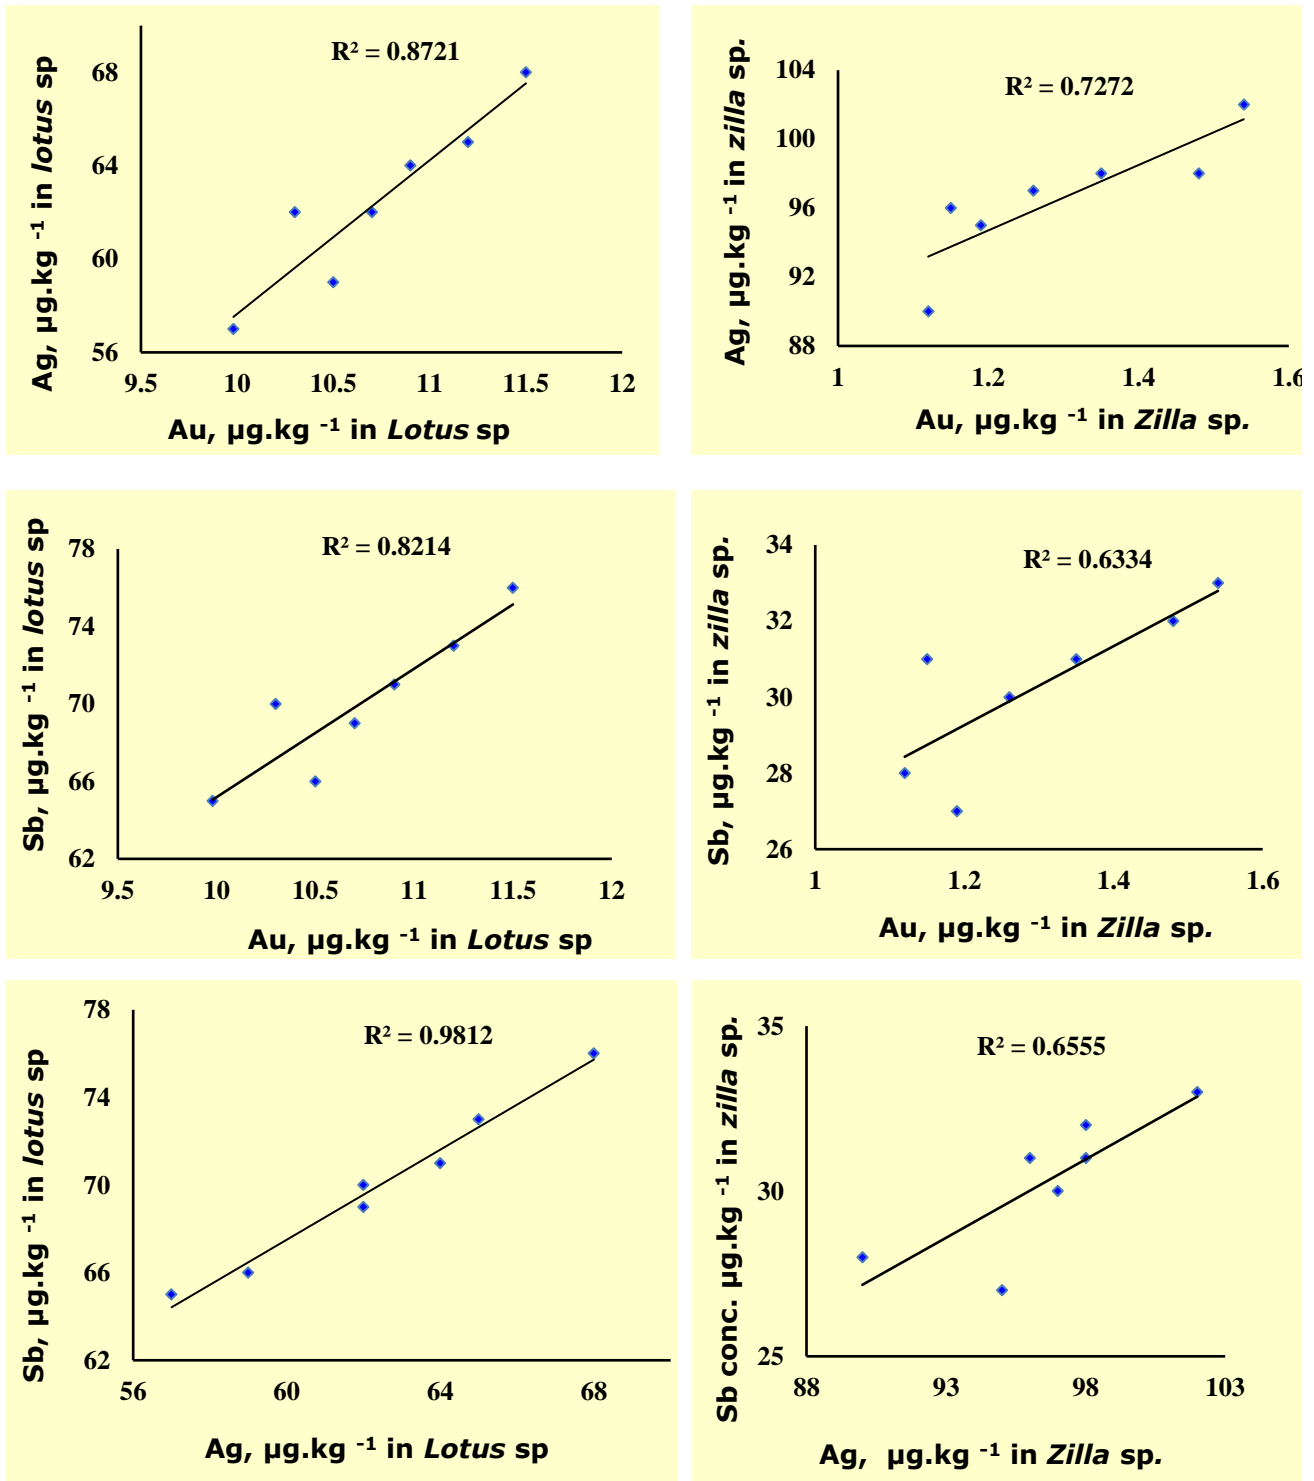 R² = 0.8721
Ag, µg.kg ⁻¹ in lotus sp
68
64
60
56
9.5 10 10.5 11 11.5 12
Au, µg.kg ⁻¹ in Lotus sp
R² = 0.7272
Ag, µg.kg ⁻¹ in zilla sp.
104
100
96
92
88
1 1.2 1.4 1.6
Au, µg.kg ⁻¹ in Zilla sp.
R² = 0.8214
Sb, µg.kg ⁻¹ in lotus sp
78
74
70
66
62
9.5 10 10.5 11 11.5 12
Au, µg.kg ⁻¹ in Lotus sp
R² = 0.6334
Sb, µg.kg ⁻¹ in zilla sp.
34
32
30
28
26
1 1.2 1.4 1.6
Au, µg.kg ⁻¹ in Zilla sp.
R² = 0.9812
Sb, µg.kg ⁻¹ in lotus sp
78
74
70
66
62
56 60 64 68
Ag, µg.kg ⁻¹ in Lotus sp
R² = 0.6555
Sb conc. µg.kg ⁻¹ in zilla sp.
35
30
25
88 93 98 103
Ag, µg.kg ⁻¹ in Zilla sp.